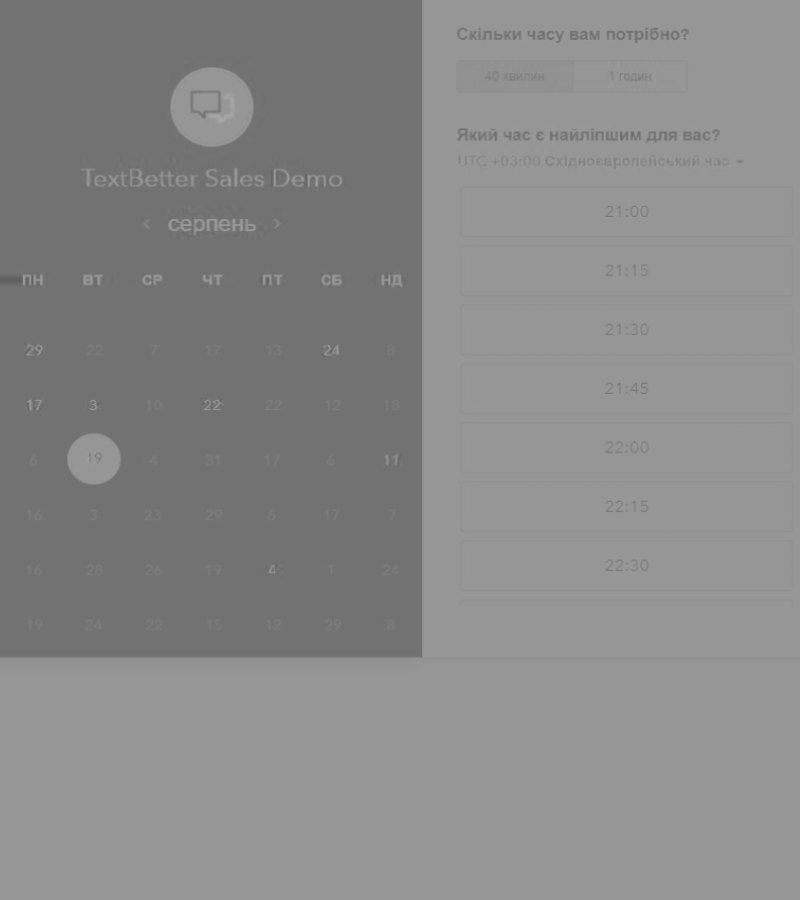 TextBetter Sales Demo
серпень
ПН ВТ СР ЧТ ПТ СБ НД
29 22 7 17 13 24 8
17 3 10 22 22 12 18
6 19 4 31 17 6 11
16 3 23 29 6 17 7
16 28 26 19 4 1 24
19 24 22 15 12 29 8
Скільки часу вам потрібно?
40 хвилин 1 годин
Який час є найліпшим для вас?
UTC +03:00 Східноєвропейський час
21:00
21:15
21:30
21:45
22:00
22:15
22:30